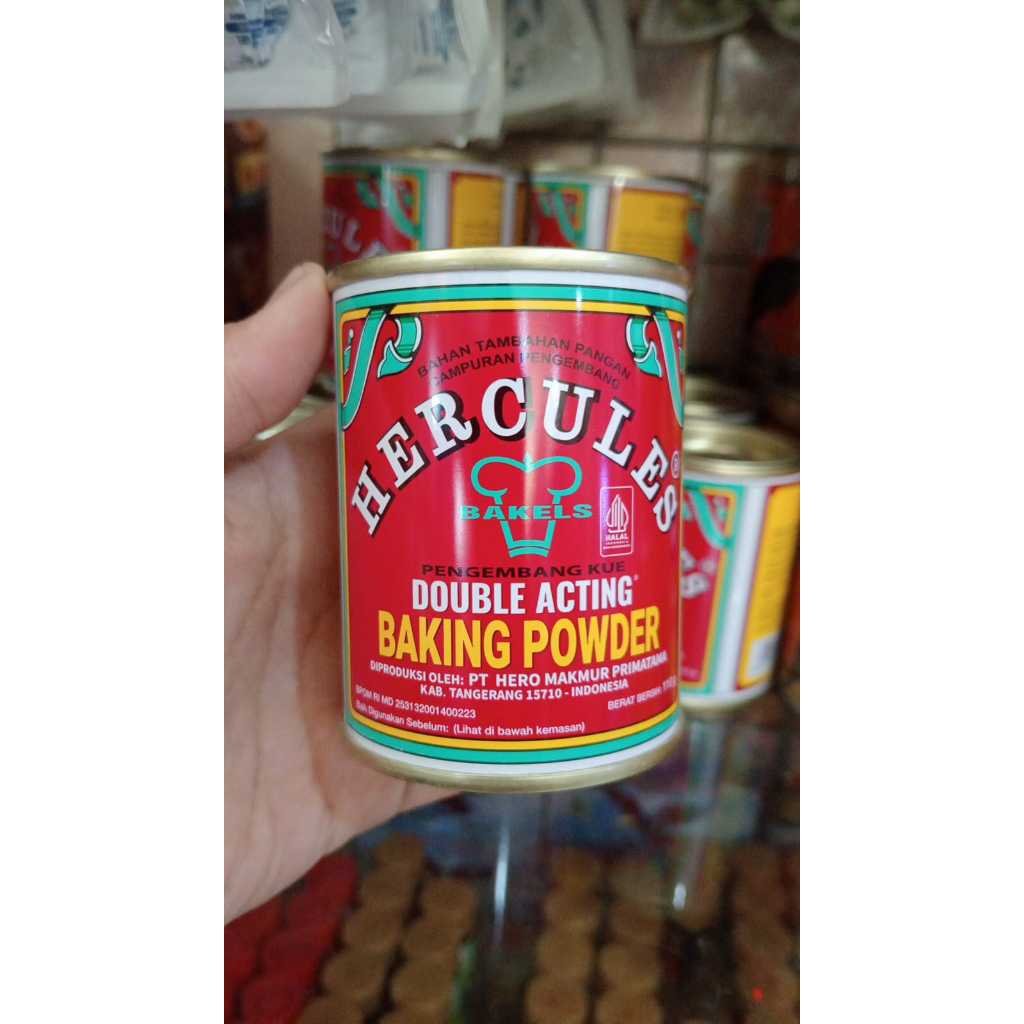 BAHAN TAMBAHAN PANGAN
CAMPURAN PENGEMBANG
HERCULES®
BAKELS
HALAL
INDONESIA
PENGEMBANG KUE
DOUBLE ACTING
BAKING POWDER
DIPRODUKSI OLEH: PT HERO MAKMUR PRIMATAMA
KAB. TANGERANG 15710 - INDONESIA
BPOM RI MD 253132001400223
BERAT BERSIH:
Baik Digunakan Sebelum: (Lihat di bawah kemasan)